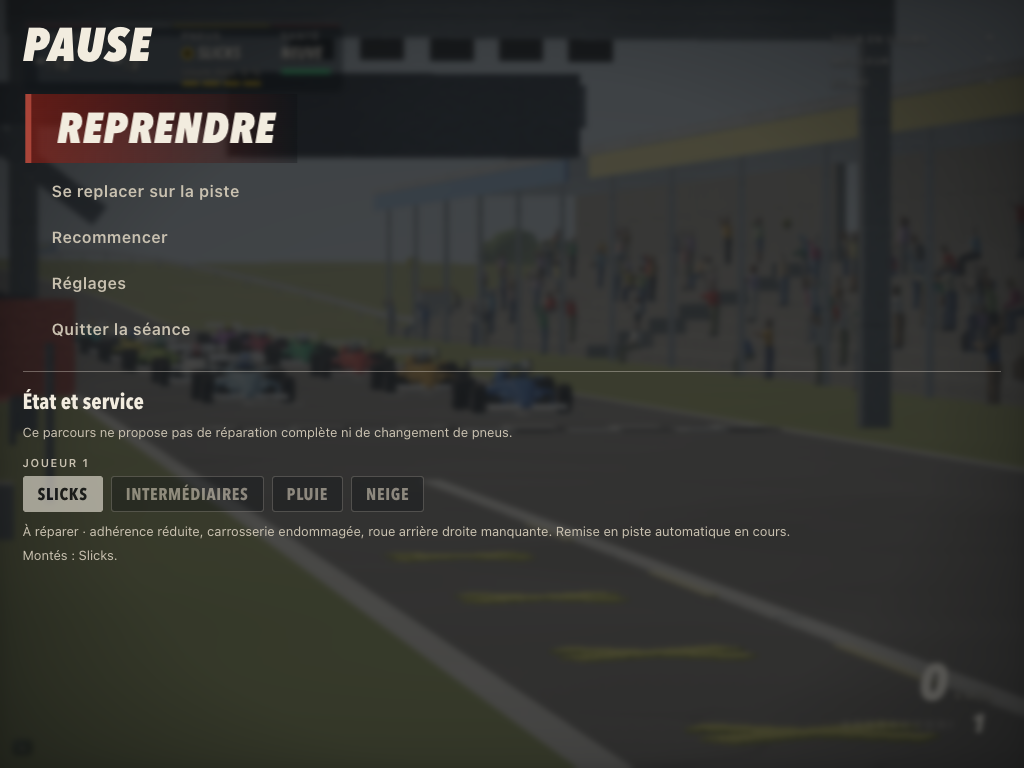 PAUSE
REPRENDRE
Se replacer sur la piste
Recommencer
Réglages
Quitter la séance
État et service
Ce parcours ne propose pas de réparation complète ni de changement de pneus.
JOUEUR 1
SLICKS INTERMÉDIAIRES PLUIE NEIGE
À réparer · adhérence réduite, carrosserie endommagée, roue arrière droite manquante. Remise en piste automatique en cours.
Montés : Slicks.
0
1